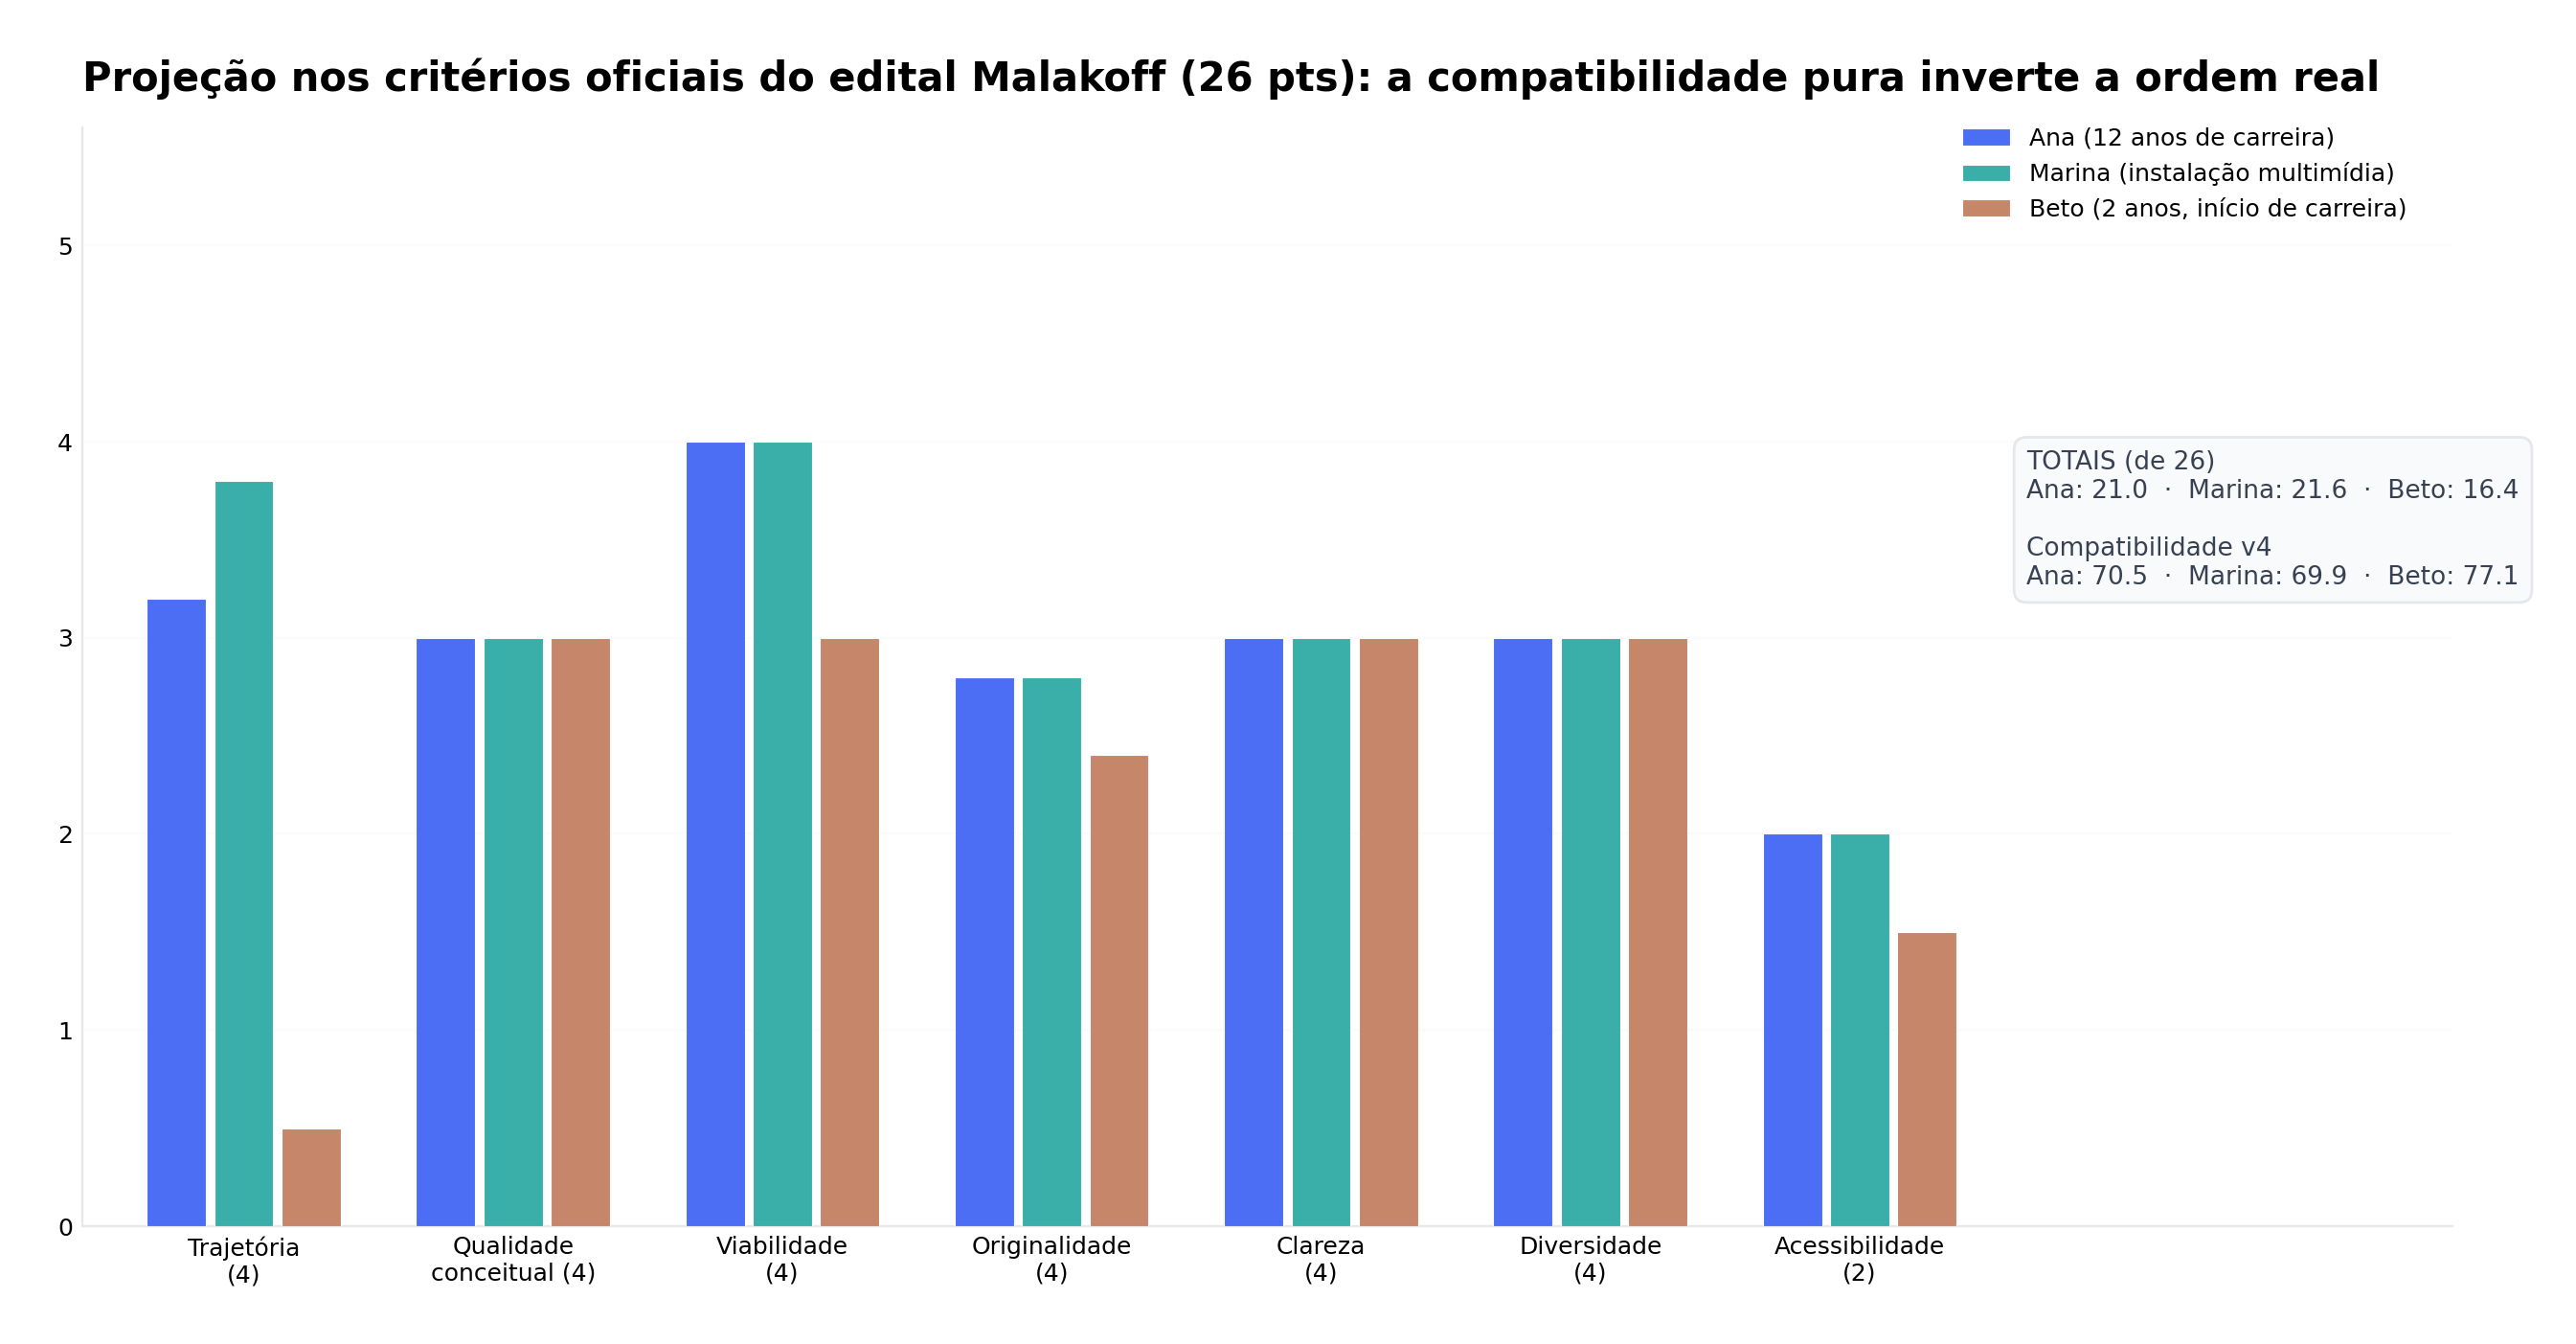 Projeção nos critérios oficiais do edital Malakoff (26 pts): a compatibilidade pura inverte a ordem real
Ana (12 anos de carreira)
Marina (instalação multimídia)
Beto (2 anos, início de carreira)
5
4
3
2
1
0
TOTAIS (de 26)
Ana: 21.0 · Marina: 21.6 · Beto: 16.4
Compatibilidade v4
Ana: 70.5 · Marina: 69.9 · Beto: 77.1
Trajetória
(4)
Qualidade
conceitual (4)
Viabilidade
(4)
Originalidade
(4)
Clareza
(4)
Diversidade
(4)
Acessibilidade
(2)